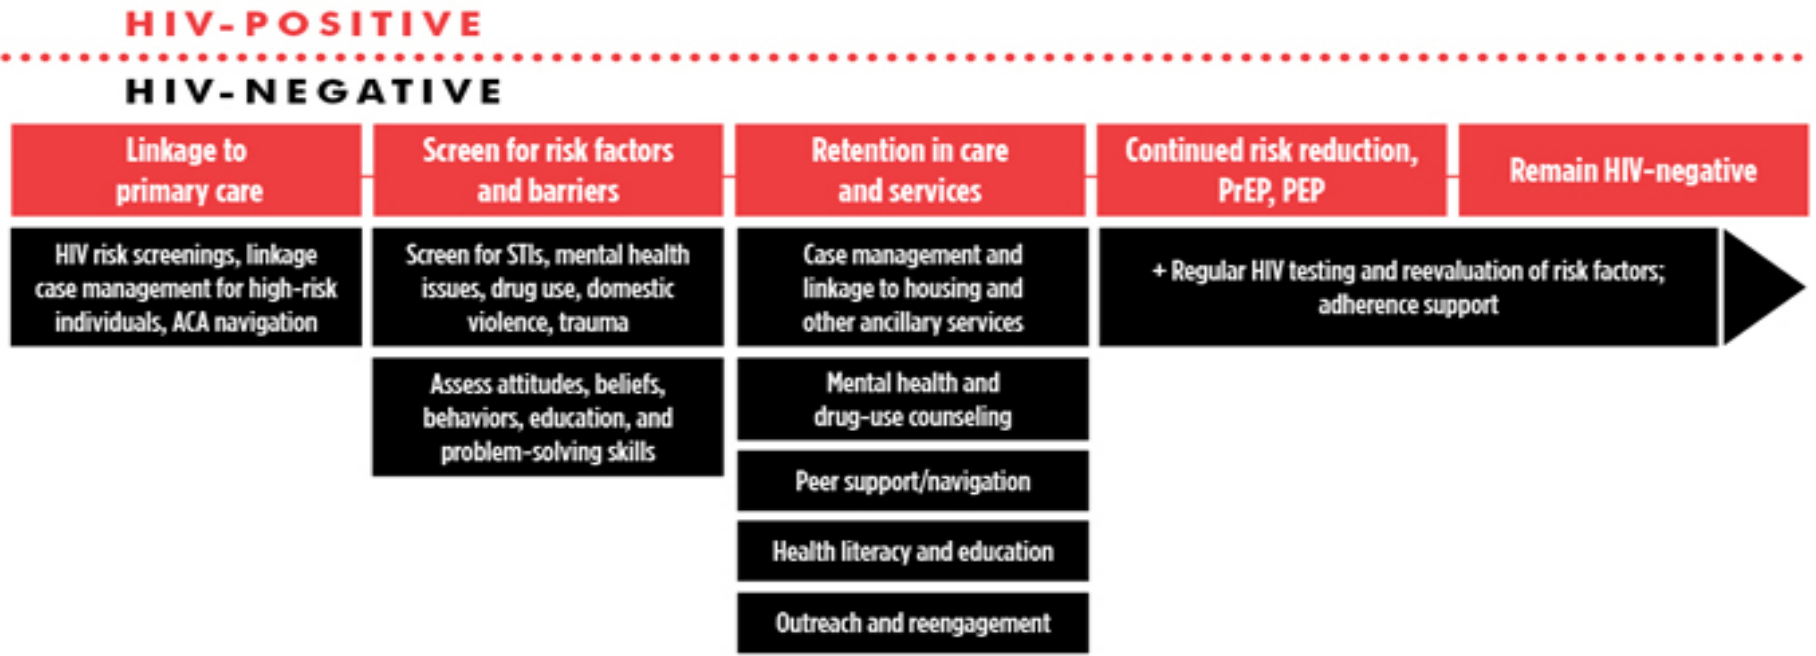 HIV-POSITIVE
HIV-NEGATIVE
Linkage to
primary care
Screen for risk factors
and barriers
Retention in care
and services
Continued risk reduction,
PrEP, PEP
Remain HIV-negative
HIV risk screenings, linkage
case management for high-risk
individuals, ACA navigation
Screen for STIs, mental health
issues, drug use, domestic
violence, trauma
Case management and
linkage to housing and
other ancillary services
+ Regular HIV testing and reevaluation of risk factors;
adherence support
Assess attitudes, beliefs,
behaviors, education, and
problem-solving skills
Mental health and
drug-use counseling
Peer support/navigation
Health literacy and education
Outreach and reengagement